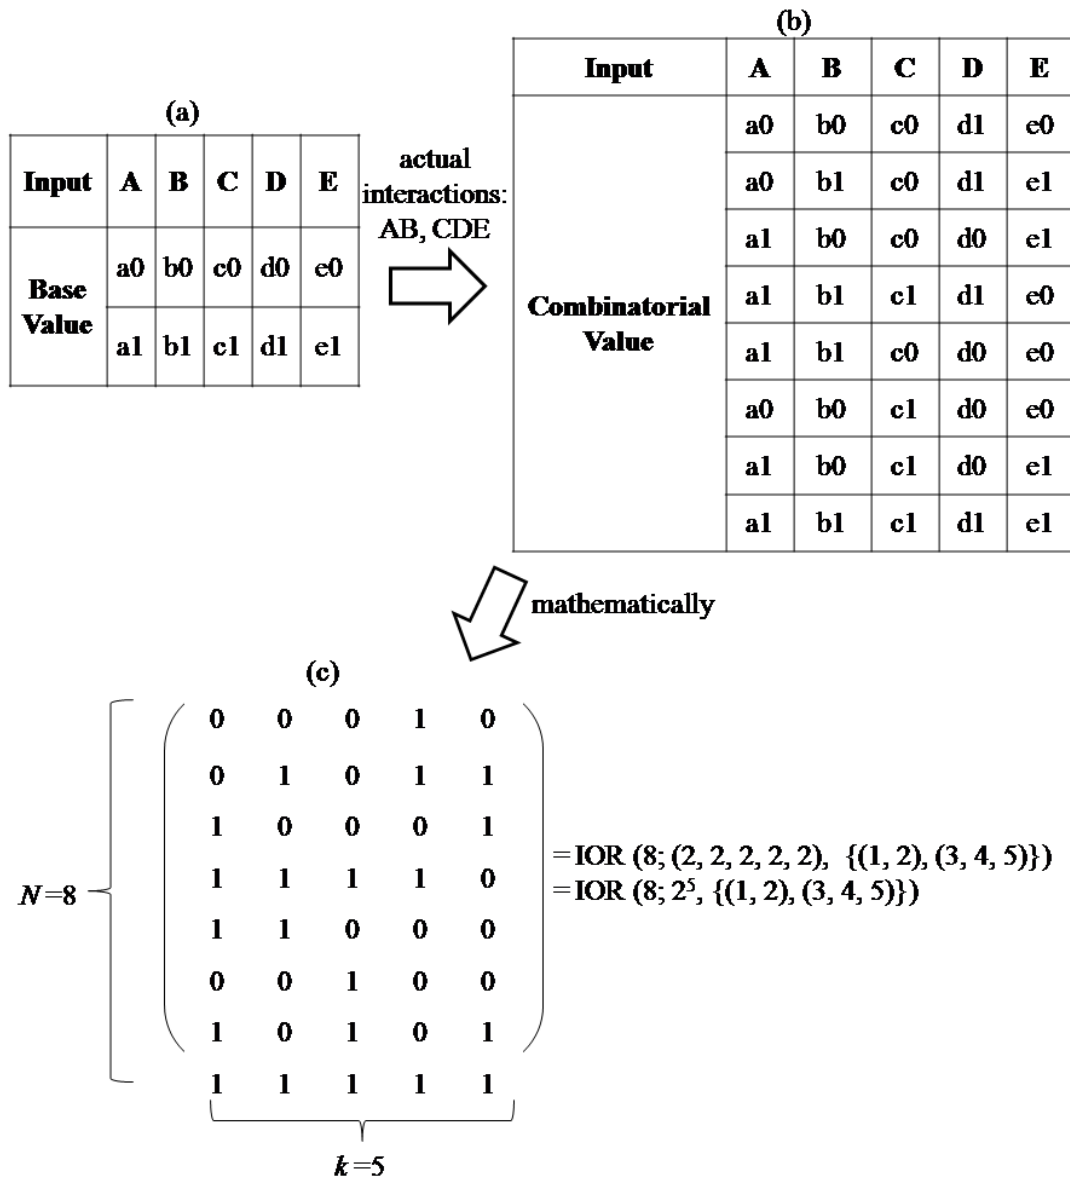 (a)
Input A B C D E
Base Value a0 b0 c0 d0 e0
a1 b1 c1 d1 e1
actual
interactions:
AB, CDE
(b)
Input A B C D E
Combinatorial Value
a0 b0 c0 d1 e0
a0 b1 c0 d1 e1
a1 b0 c0 d0 e1
a1 b1 c1 d1 e0
a1 b1 c0 d0 e0
a0 b0 c1 d0 e0
a1 b0 c1 d0 e1
a1 b1 c1 d1 e1
mathematically
(c)
N=8
0 0 0 1 0
0 1 0 1 1
1 0 0 0 1
1 1 1 1 0
1 1 0 0 0
0 0 1 0 0
1 0 1 0 1
1 1 1 1 1
= IOR (8; (2, 2, 2, 2, 2), {(1, 2), (3, 4, 5)})
= IOR (8; 2⁵, {(1, 2), (3, 4, 5)})
k=5